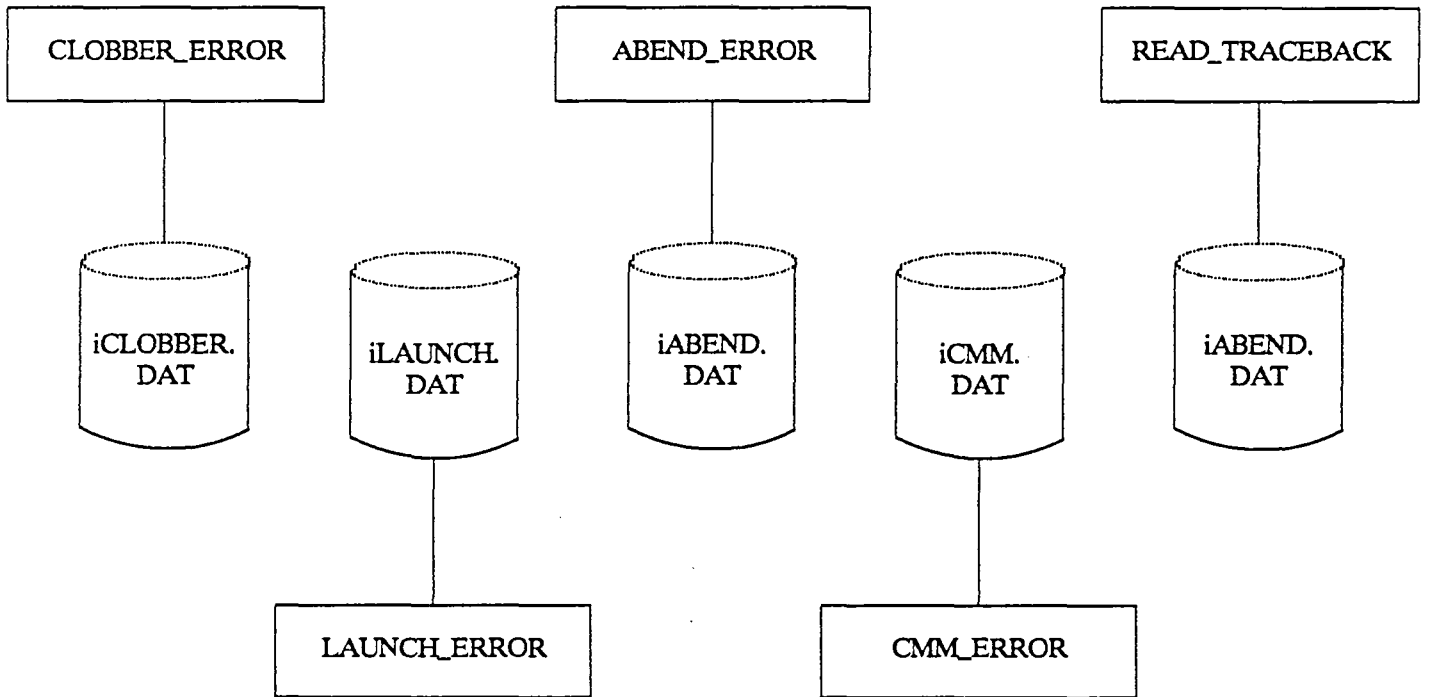 CLOBBER_ERROR
ABEND_ERROR
READ_TRACEBACK
iCLOBBER.
DAT
iLAUNCH.
DAT
iABEND.
DAT
iCMM.
DAT
iABEND.
DAT
LAUNCH_ERROR
CMM_ERROR